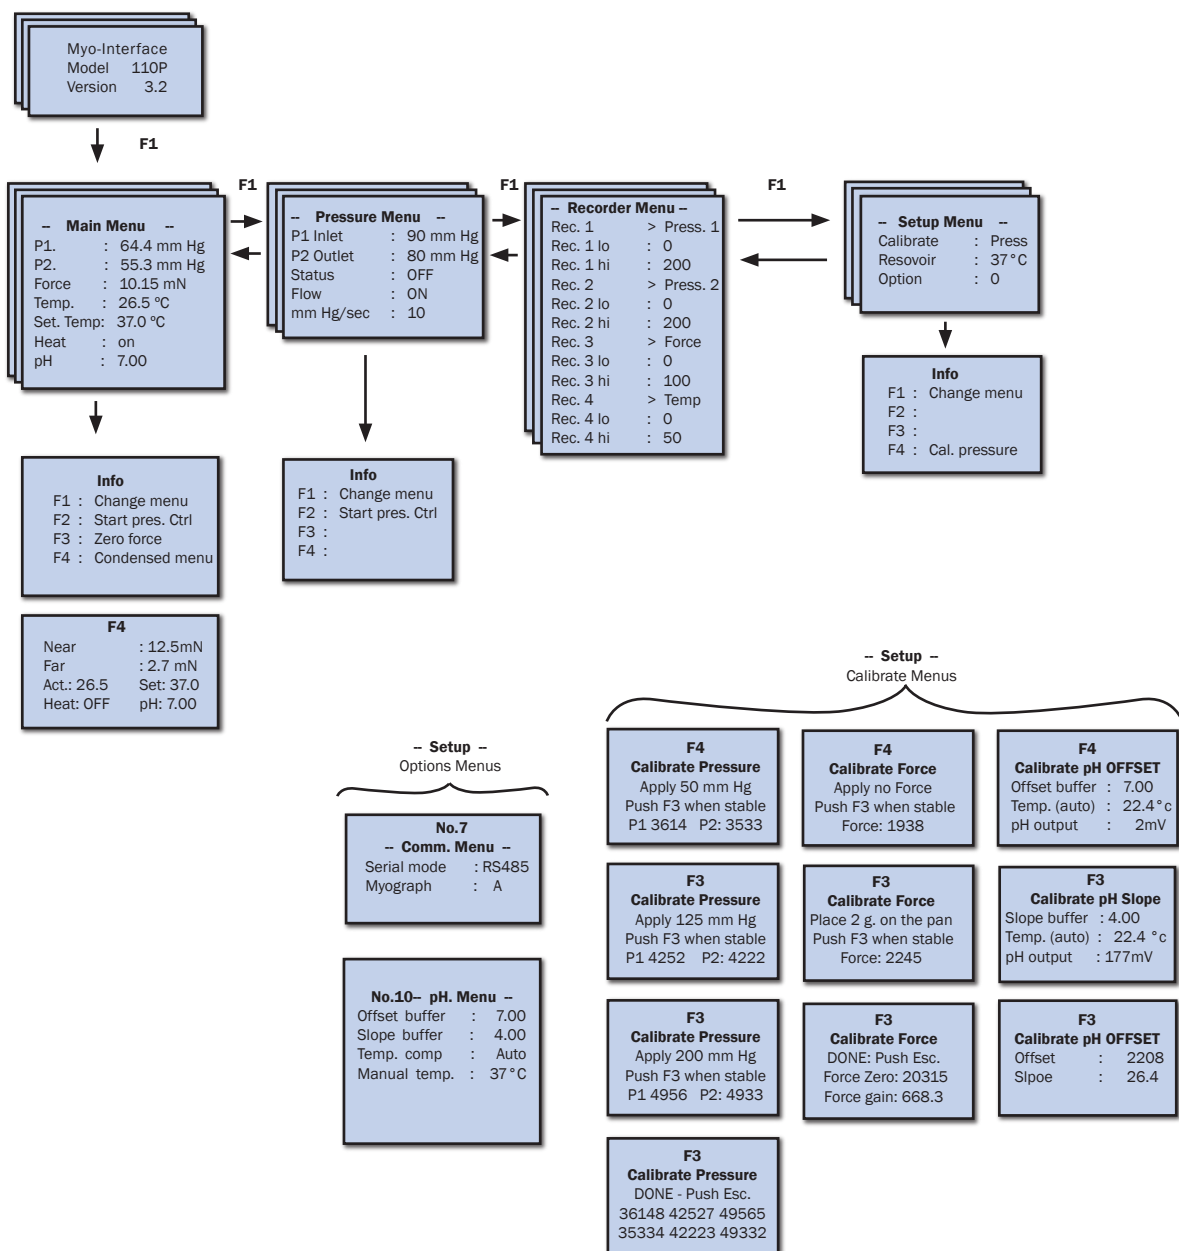 Myo-Interface
Model 110P
Version 3.2
F1
F1
F1
F1
-- Main Menu --
P1. : 64.4 mm Hg
P2. : 55.3 mm Hg
Force : 10.15 mN
Temp. : 26.5 ºC
Set. Temp: 37.0 ºC
Heat : on
pH : 7.00
-- Pressure Menu --
P1 Inlet : 90 mm Hg
P2 Outlet : 80 mm Hg
Status : OFF
Flow : ON
mm Hg/sec : 10
-- Recorder Menu --
Rec. 1 > Press. 1
Rec. 1 lo : 0
Rec. 1 hi : 200
Rec. 2 > Press. 2
Rec. 2 lo : 0
Rec. 2 hi : 200
Rec. 3 > Force
Rec. 3 lo : 0
Rec. 3 hi : 100
Rec. 4 > Temp
Rec. 4 lo : 0
Rec. 4 hi : 50
-- Setup Menu --
Calibrate : Press
Resovoir : 37°C
Option : 0
Info
F1 : Change menu
F2 : Start pres. Ctrl
F3 : Zero force
F4 : Condensed menu
Info
F1 : Change menu
F2 : Start pres. Ctrl
F3 :
F4 :
Info
F1 : Change menu
F2 :
F3 :
F4 : Cal. pressure
F4
Near : 12.5mN
Far : 2.7 mN
Act.: 26.5 Set: 37.0
Heat: OFF pH: 7.00
-- Setup --
Options Menus
No.7
-- Comm. Menu --
Serial mode : RS485
Myograph : A
No.10-- pH. Menu --
Offset buffer : 7.00
Slope buffer : 4.00
Temp. comp : Auto
Manual temp. : 37°C
-- Setup --
Calibrate Menus
F4
Calibrate Pressure
Apply 50 mm Hg
Push F3 when stable
P1 3614 P2: 3533
F3
Calibrate Pressure
Apply 125 mm Hg
Push F3 when stable
P1 4252 P2: 4222
F3
Calibrate Pressure
Apply 200 mm Hg
Push F3 when stable
P1 4956 P2: 4933
F3
Calibrate Pressure
DONE - Push Esc.
36148 42527 49565
35334 42223 49332
F4
Calibrate Force
Apply no Force
Push F3 when stable
Force: 1938
F3
Calibrate Force
Place 2 g. on the pan
Push F3 when stable
Force: 2245
F3
Calibrate Force
DONE: Push Esc.
Force Zero: 20315
Force gain: 668.3
F4
Calibrate pH OFFSET
Offset buffer : 7.00
Temp. (auto) : 22.4°c
pH output : 2mV
F3
Calibrate pH Slope
Slope buffer : 4.00
Temp. (auto) : 22.4 °c
pH output : 177mV
F3
Calibrate pH OFFSET
Offset : 2208
Slpoe : 26.4